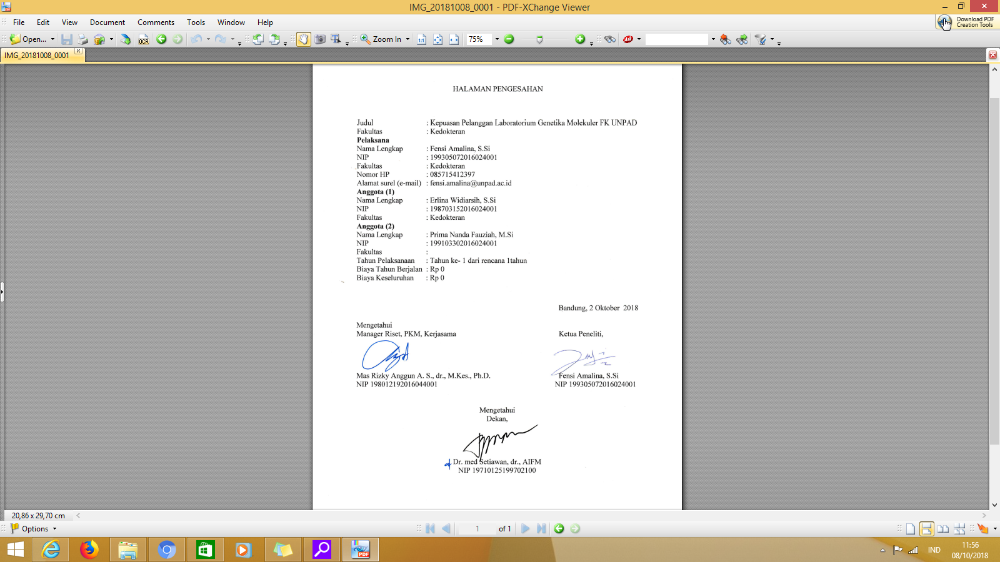 IMG_20181008_0001 - PDF-XChange Viewer
File Edit View Document Comments Tools Window Help
Download PDF
Creation Tools
Open... OCR Zoom In 1:1 75%
IMG_20181008_0001
HALAMAN PENGESAHAN
Judul : Kepuasan Pelanggan Laboratorium Genetika Molekuler FK UNPAD
Fakultas : Kedokteran
Pelaksana
Nama Lengkap : Fensi Amalina, S.Si
NIP : 199305072016024001
Fakultas : Kedokteran
Nomor HP : 085715412397
Alamat surel (e-mail) : fensi.amalina@unpad.ac.id
Anggota (1)
Nama Lengkap : Erlina Widiarsih, S.Si
NIP : 198703152016024001
Fakultas : Kedokteran
Anggota (2)
Nama Lengkap : Prima Nanda Fauziah, M.Si
NIP : 199103302016024001
Fakultas :
Tahun Pelaksanaan : Tahun ke- 1 dari rencana 1tahun
Biaya Tahun Berjalan : Rp 0
Biaya Keseluruhan : Rp 0
Bandung, 2 Oktober 2018
Mengetahui
Manager Riset, PKM, Kerjasama Ketua Peneliti,
Mas Rizky Anggun A. S., dr., M.Kes., Ph.D. Fensi Amalina, S.Si
NIP 198012192016044001 NIP 199305072016024001
Mengetahui
Dekan,
Dr. med Setiawan, dr., AIFM
NIP 19710125199702100
20,86 x 29,70 cm
Options 1 of 1
PDF
IND
11:56
08/10/2018